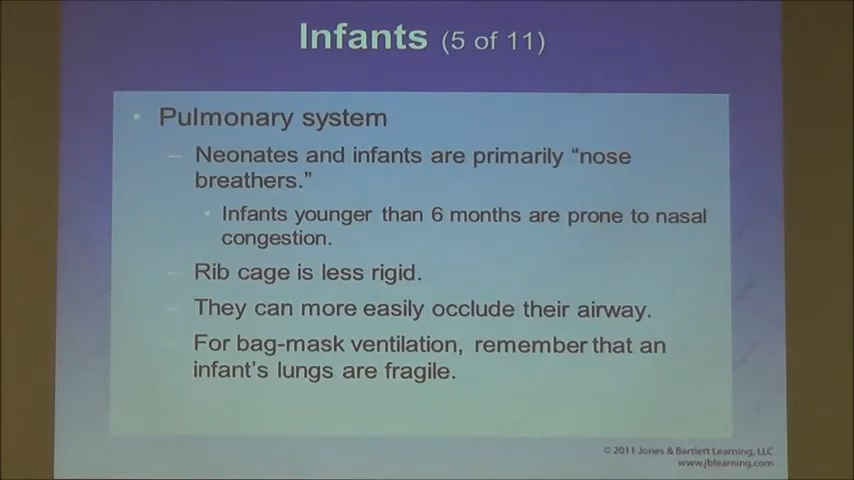 Infants (5 of 11)
• Pulmonary system
– Neonates and infants are primarily “nose
breathers.”
• Infants younger than 6 months are prone to nasal
congestion.
– Rib cage is less rigid.
– They can more easily occlude their airway.
For bag-mask ventilation, remember that an
infant’s lungs are fragile.
© 2011 Jones & Bartlett Learning, LLC
www.jblearning.com